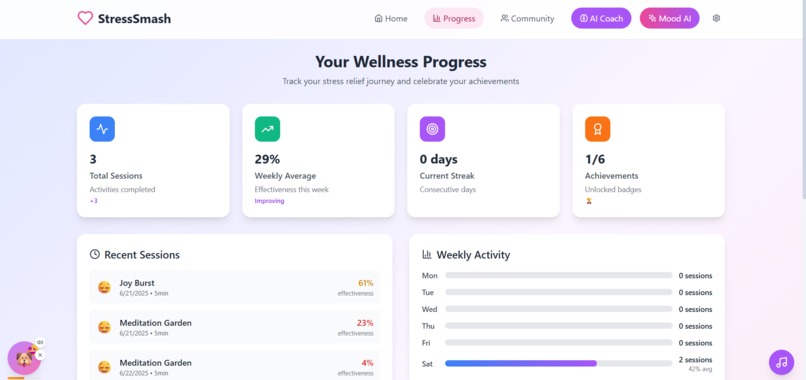 StressSmash
Home
Progress
Community
AI Coach
Mood AI
Your Wellness Progress
Track your stress relief journey and celebrate your achievements
3
Total Sessions
Activities completed
+3
29%
Weekly Average
Effectiveness this week
Improving
0 days
Current Streak
Consecutive days
1/6
Achievements
Unlocked badges
Recent Sessions
Joy Burst
6/21/2025 • 5min
61%
effectiveness
Meditation Garden
6/21/2025 • 5min
23%
effectiveness
Meditation Garden
6/22/2025 • 5min
4%
effectiveness
Weekly Activity
Mon 0 sessions
Tue 0 sessions
Wed 0 sessions
Thu 0 sessions
Fri 0 sessions
Sat 2 sessions
42% avg